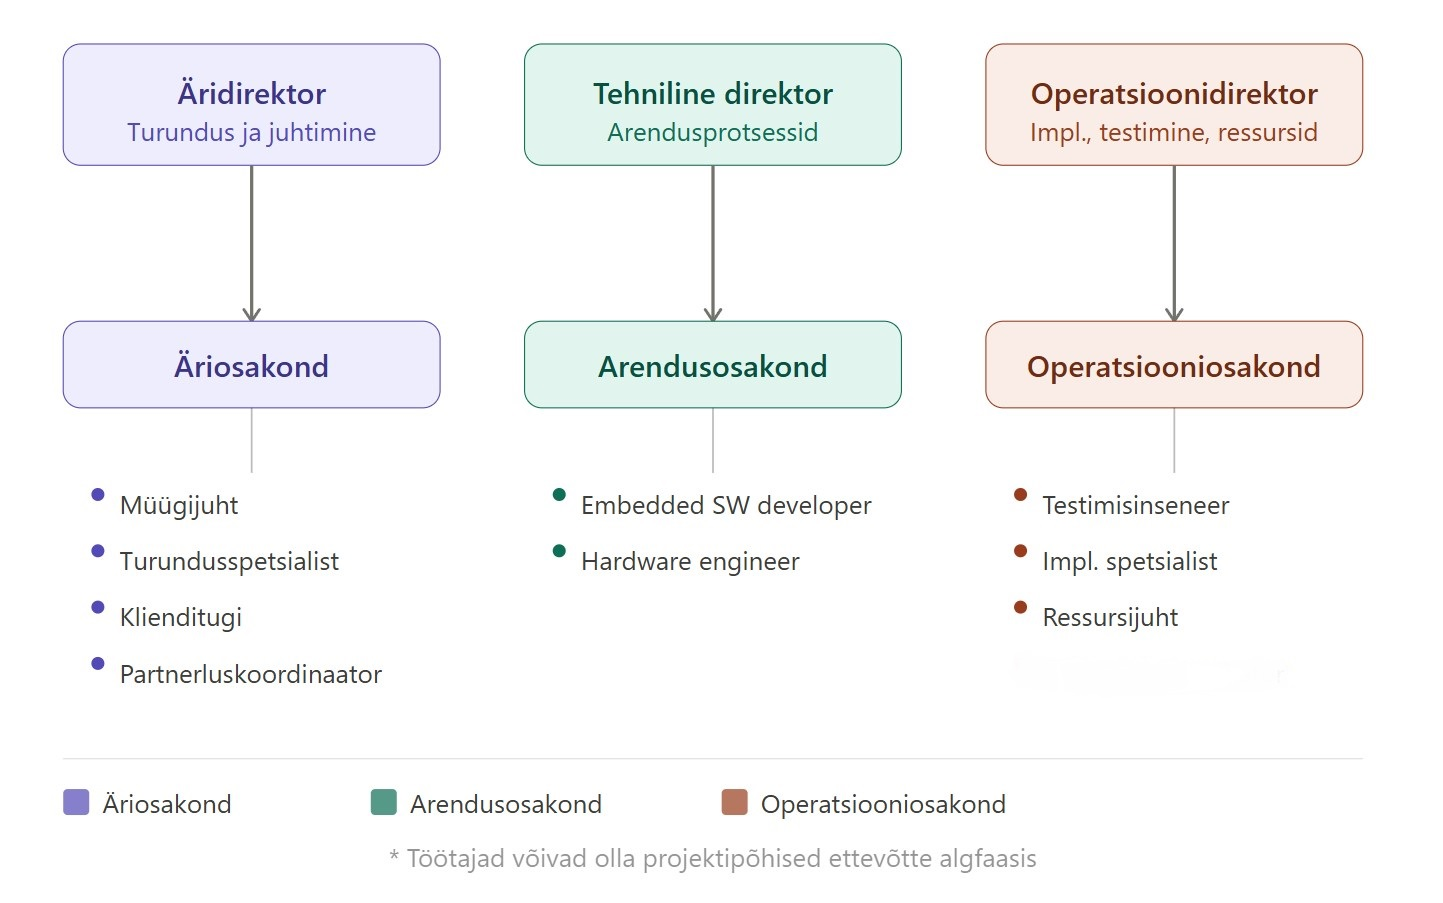 Äridirektor
Turundus ja juhtimine
Tehniline direktor
Arendusprotsessid
Operatsioonidirektor
Impl., testimine, ressursid
Äriosakond
Arendusosakond
Operatsiooniosakond
Müügijuht
Turundusspetsialist
Klienditugi
Partnerluskoordinaator
Embedded SW developer
Hardware engineer
Testimisinseneer
Impl. spetsialist
Ressursijuht
Äriosakond
Arendusosakond
Operatsiooniosakond
* Töötajad võivad olla projektipõhised ettevõtte algfaasis